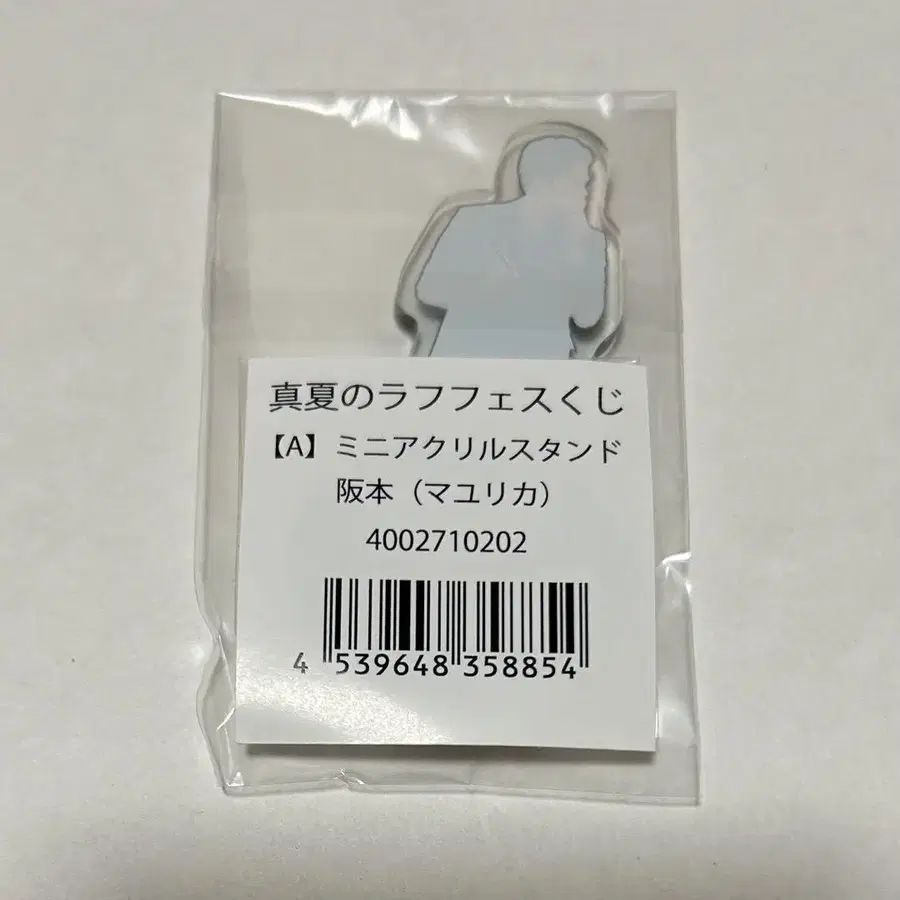 真夏のラフフェスくじ
【A】ミニアクリルスタンド
阪本（マユリカ）
4002710202
4 539648 358854